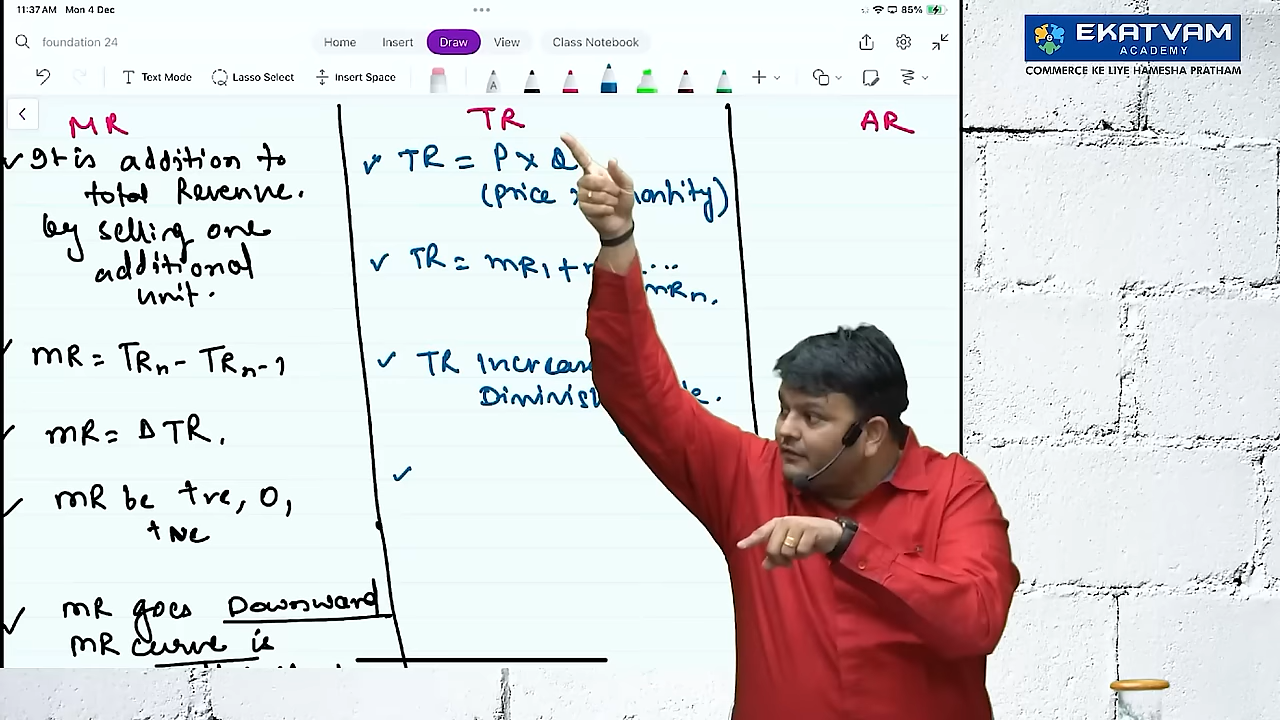 11:37 AM Mon 4 Dec
85%
foundation 24
Home Insert Draw View Class Notebook
Text Mode Lasso Select Insert Space
EKATVAM
ACADEMY
COMMERCE KE LIYE HAMESHA PRATHAM
MR
It is addition to
total Revenue.
by selling one
additional
unit.
MR = TRn - TRn-1
MR = Δ TR.
MR be +ve, 0,
+ve
MR goes Downward
MR curve is
TR
TR = P x Q
(Price
TR = MR1 +
...
MRn.
TR
AR